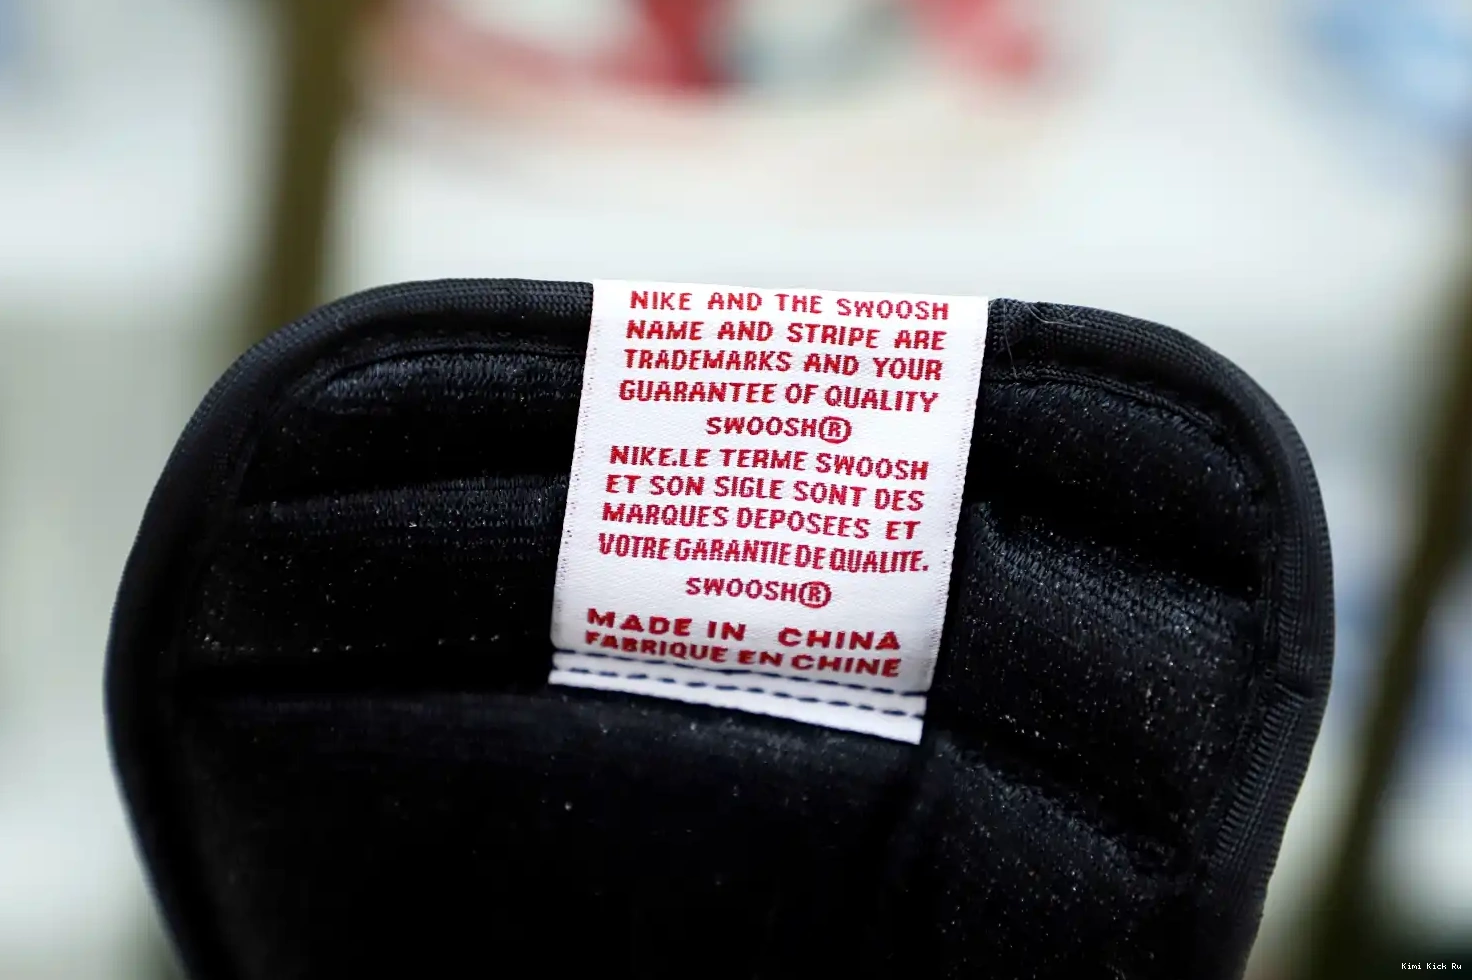 NIKE AND THE SWOOSH
NAME AND STRIPE ARE
TRADEMARKS AND YOUR
GUARANTEE OF QUALITY
SWOOSH®
NIKE.LE TERME SWOOSH
ET SON SIGLE SONT DES
MARQUES DEPOSEES ET
VOTRE GARANTIE DE QUALITE.
SWOOSH®
MADE IN CHINA
FABRIQUE EN CHINE
Kimi Kick Ru